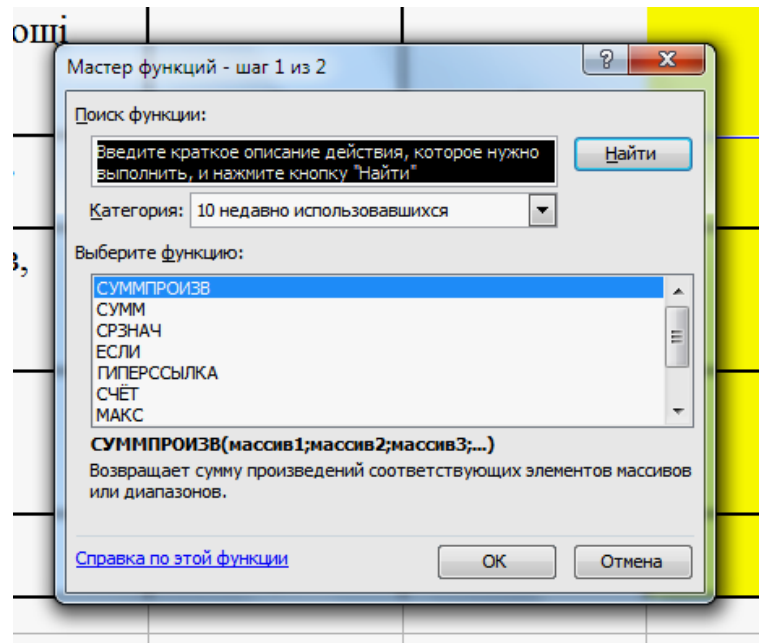 ощі
Мастер функций - шаг 1 из 2
Поиск функции:
Введите краткое описание действия, которое нужно
выполнить, и нажмите кнопку "Найти"
Найти
Категория: 10 недавно использовавшихся
Выберите функцию:
в,
СУММПРОИЗВ
СУММ
СРЗНАЧ
ЕСЛИ
ГИПЕРССЫЛКА
СЧЁТ
МАКС
СУММПРОИЗВ(массив1;массив2;массив3;...)
Возвращает сумму произведений соответствующих элементов массивов
или диапазонов.
Справка по этой функции
ОК
Отмена